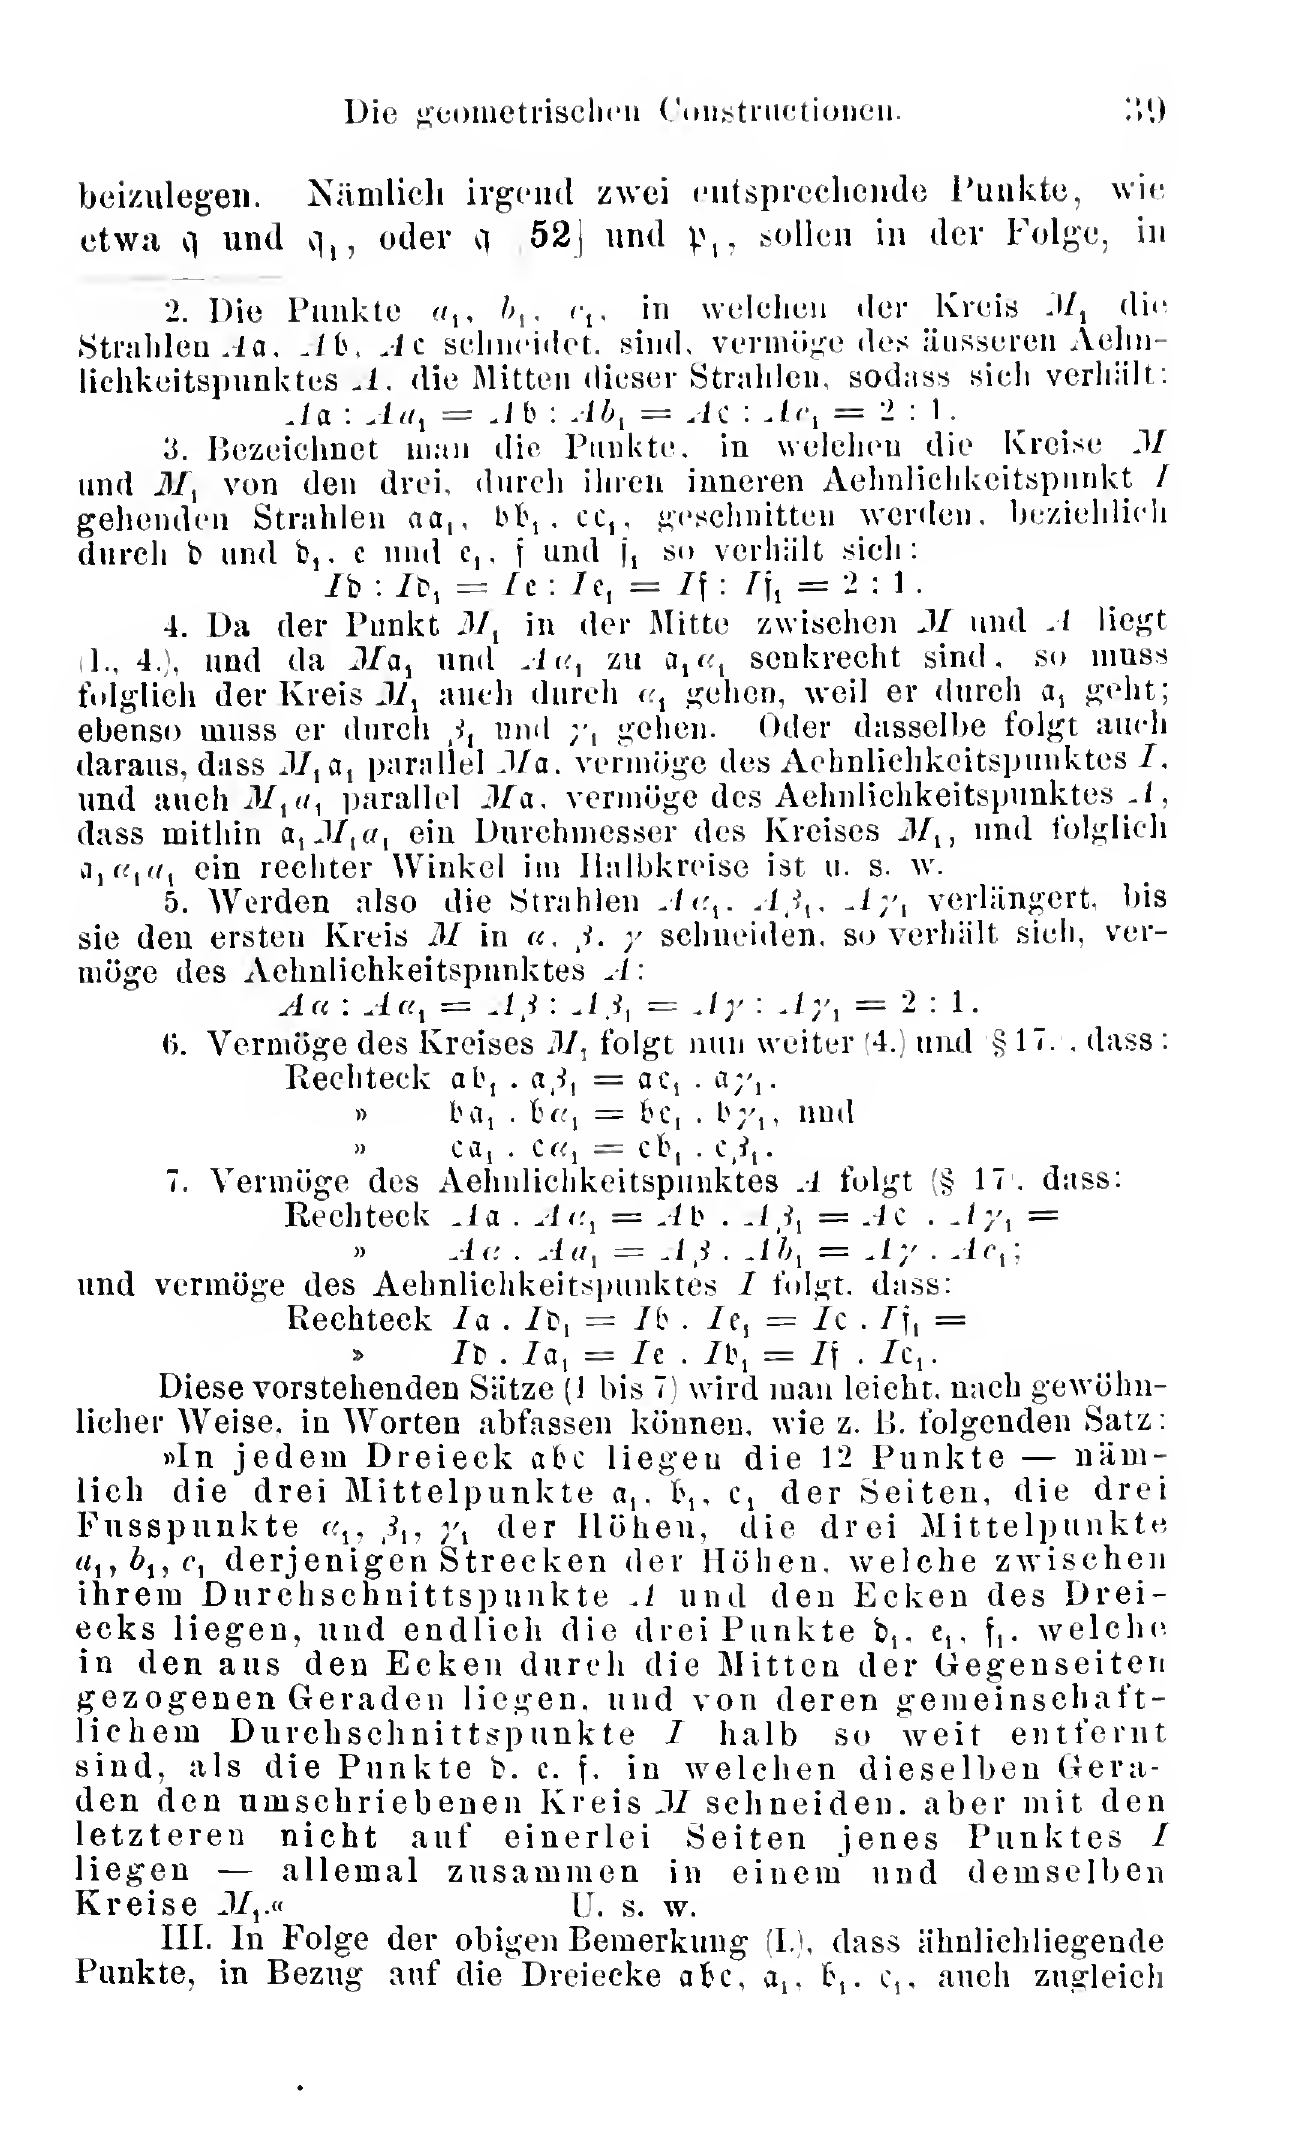 Die geometrischen Constructionen. 39
beizulegen. Nämlich irgend zwei entsprechende Punkte, wie
etwa 𝔮 und 𝔮₁, oder 𝔮 52] und 𝔭₁, sollen in der Folge, in
2. Die Punkte a₁, b₁, c₁, in welchen der Kreis M₁ die
Strahlen A𝔞, A𝔟, A𝔠 schneidet, sind, vermöge des äusseren Aehn-
lichkeitspunktes A, die Mitten dieser Strahlen, sodass sich verhält:
A𝔞 : Aa₁ = A𝔟 : Ab₁ = A𝔠 : Ac₁ = 2 : 1.
3. Bezeichnet man die Punkte, in welchen die Kreise M
und M₁ von den drei, durch ihren inneren Aehnlichkeitspunkt I
gehenden Strahlen 𝔞𝔞₁, 𝔟𝔟₁, 𝔠𝔠₁, geschnitten werden, beziehlich
durch 𝔡 und 𝔡₁, 𝔢 und 𝔢₁, 𝔣 und 𝔣₁ so verhält sich:
I𝔡 : I𝔡₁ = I𝔢 : I𝔢₁ = I𝔣 : I𝔣₁ = 2 : 1.
4. Da der Punkt M₁ in der Mitte zwischen M und A liegt
(I., 4.), und da M𝔞₁ und Aα₁ zu 𝔞₁α₁ senkrecht sind, so muss
folglich der Kreis M₁ auch durch α₁ gehen, weil er durch 𝔞₁ geht;
ebenso muss er durch β₁ und γ₁ gehen. Oder dasselbe folgt auch
daraus, dass M₁𝔞₁ parallel M𝔞, vermöge des Aehnlichkeitspunktes I,
und auch M₁a₁ parallel M𝔞, vermöge des Aehnlichkeitspunktes A,
dass mithin 𝔞₁M₁a₁ ein Durchmesser des Kreises M₁, und folglich
𝔞₁α₁a₁ ein rechter Winkel im Halbkreise ist u. s. w.
5. Werden also die Strahlen Aα₁, Aβ₁, Aγ₁ verlängert, bis
sie den ersten Kreis M in α, β, γ schneiden, so verhält sich, ver-
möge des Aehnlichkeitspunktes A:
Aα : Aα₁ = Aβ : Aβ₁ = Aγ : Aγ₁ = 2 : 1.
6. Vermöge des Kreises M₁ folgt nun weiter (4.) und § 17. , dass:
Rechteck 𝔞𝔟₁ . 𝔞β₁ = 𝔞𝔠₁ . 𝔞γ₁.
» 𝔟𝔞₁ . 𝔟α₁ = 𝔟𝔠₁ . 𝔟γ₁, und
» 𝔠𝔞₁ . 𝔠α₁ = 𝔠𝔟₁ . 𝔠β₁.
7. Vermöge des Aehnlichkeitspunktes A folgt (§ 17), dass:
Rechteck A𝔞 . Aα₁ = A𝔟 . Aβ₁ = A𝔠 . Aγ₁ =
» Aα . Aa₁ = Aβ . Ab₁ = Aγ . Ac₁;
und vermöge des Aehnlichkeitspunktes I folgt, dass:
Rechteck I𝔞 . I𝔡₁ = I𝔟 . I𝔢₁ = I𝔠 . I𝔣₁ =
» I𝔡 . I𝔞₁ = I𝔢 . I𝔟₁ = I𝔣 . I𝔠₁.
Diese vorstehenden Sätze (1 bis 7) wird man leicht, nach gewöhn-
licher Weise, in Worten abfassen können, wie z. B. folgenden Satz:
»In jedem Dreieck 𝔞𝔟𝔠 liegen die 12 Punkte — näm-
lich die drei Mittelpunkte 𝔞₁, 𝔟₁, 𝔠₁ der Seiten, die drei
Fusspunkte α₁, β₁, γ₁ der Höhen, die drei Mittelpunkte
a₁, b₁, c₁ derjenigen Strecken der Höhen, welche zwischen
ihrem Durchschnittspunkte A und den Ecken des Drei-
ecks liegen, und endlich die drei Punkte 𝔡₁, 𝔢₁, 𝔣₁, welche
in den aus den Ecken durch die Mitten der Gegenseiten
gezogenen Geraden liegen, und von deren gemeinschaft-
lichem Durchschnittspunkte I halb so weit entfernt
sind, als die Punkte 𝔡, 𝔢, 𝔣, in welchen dieselben Gera-
den den umschriebenen Kreis M schneiden, aber mit den
letzteren nicht auf einerlei Seiten jenes Punktes I
liegen — allemal zusammen in einem und demselben
Kreise M₁.« U. s. w.
III. In Folge der obigen Bemerkung (I.), dass ähnlichliegende
Punkte, in Bezug auf die Dreiecke 𝔞𝔟𝔠, 𝔞₁, 𝔟₁, 𝔠₁, auch zugleich